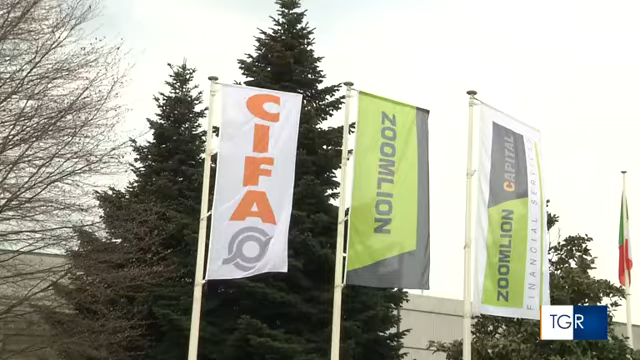 CIFA
ZOOMLION
ZOOMLION
CAPITAL
FINANCIAL SERVICES
TGR